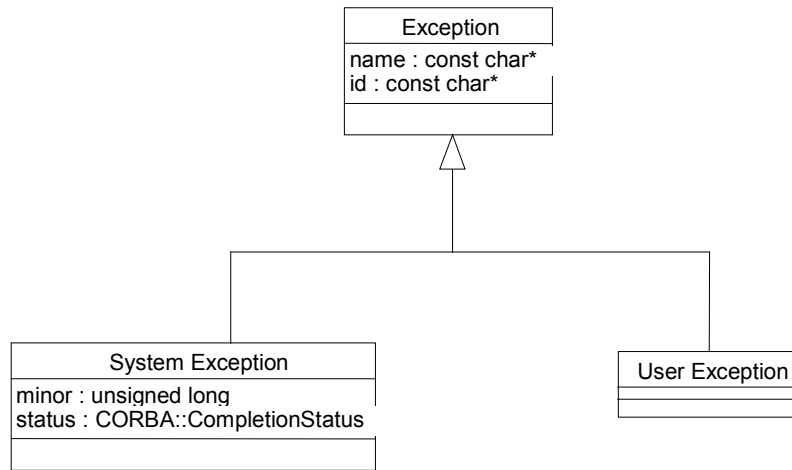 Exception
name : const char*
id : const char*
System Exception
minor : unsigned long
status : CORBA::CompletionStatus
User Exception